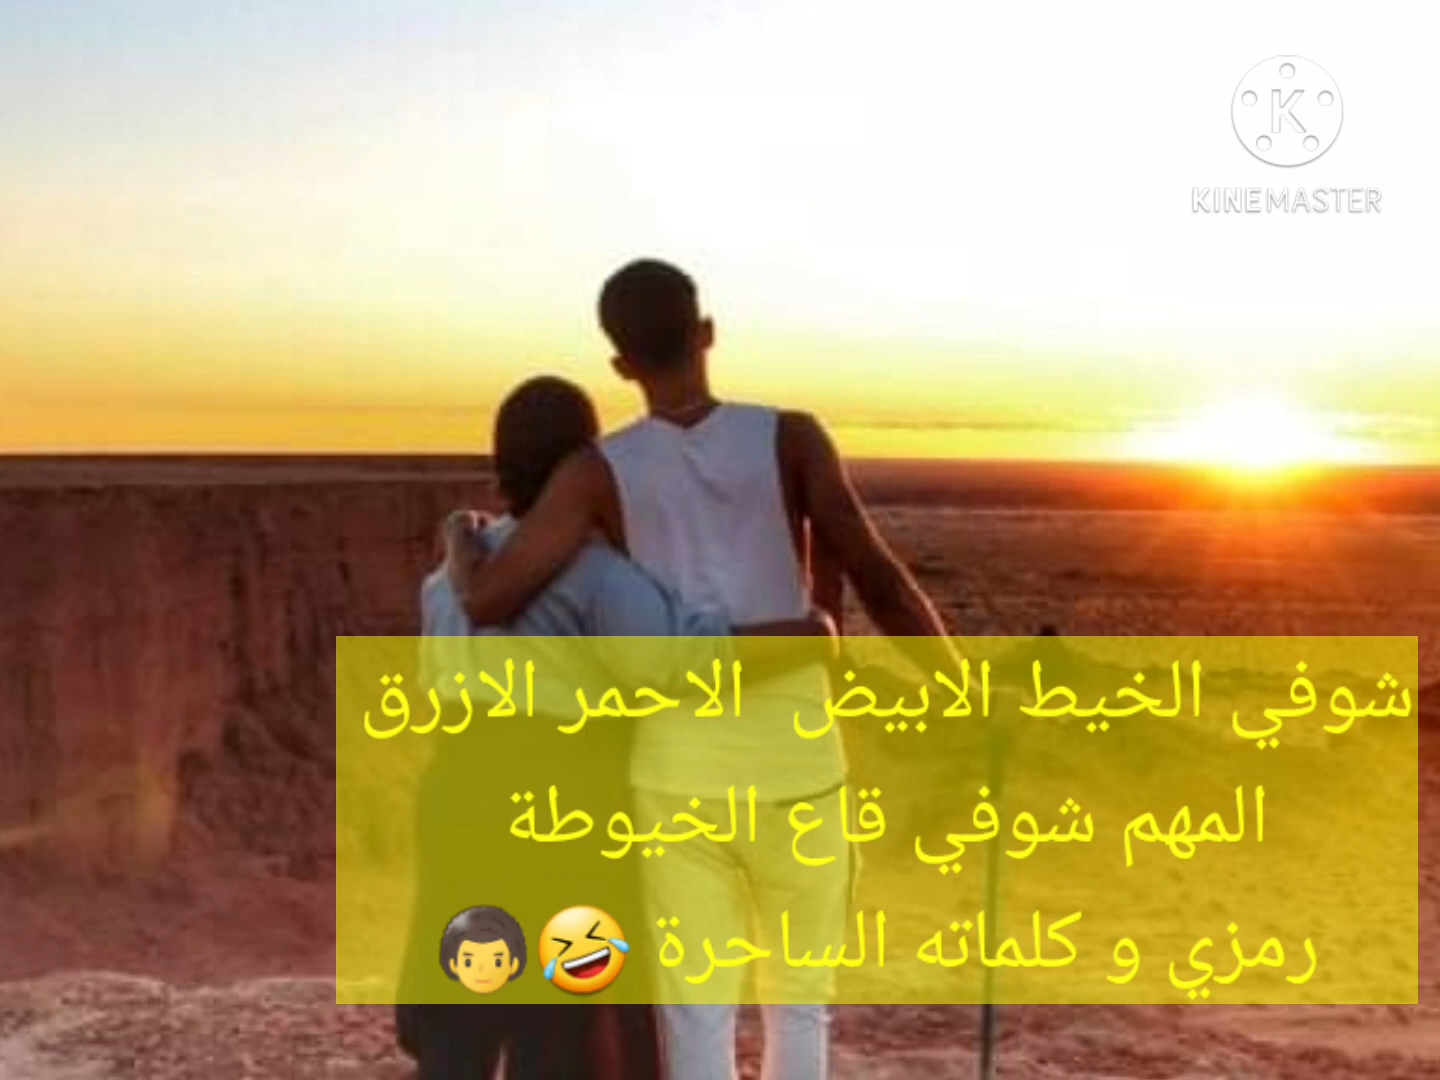 KINEMASTER
شوفي الخيط الابيض الاحمر الازرق
المهم شوفي قاع الخيوطة
رمزي و كلماته الساحرة 🤣👨